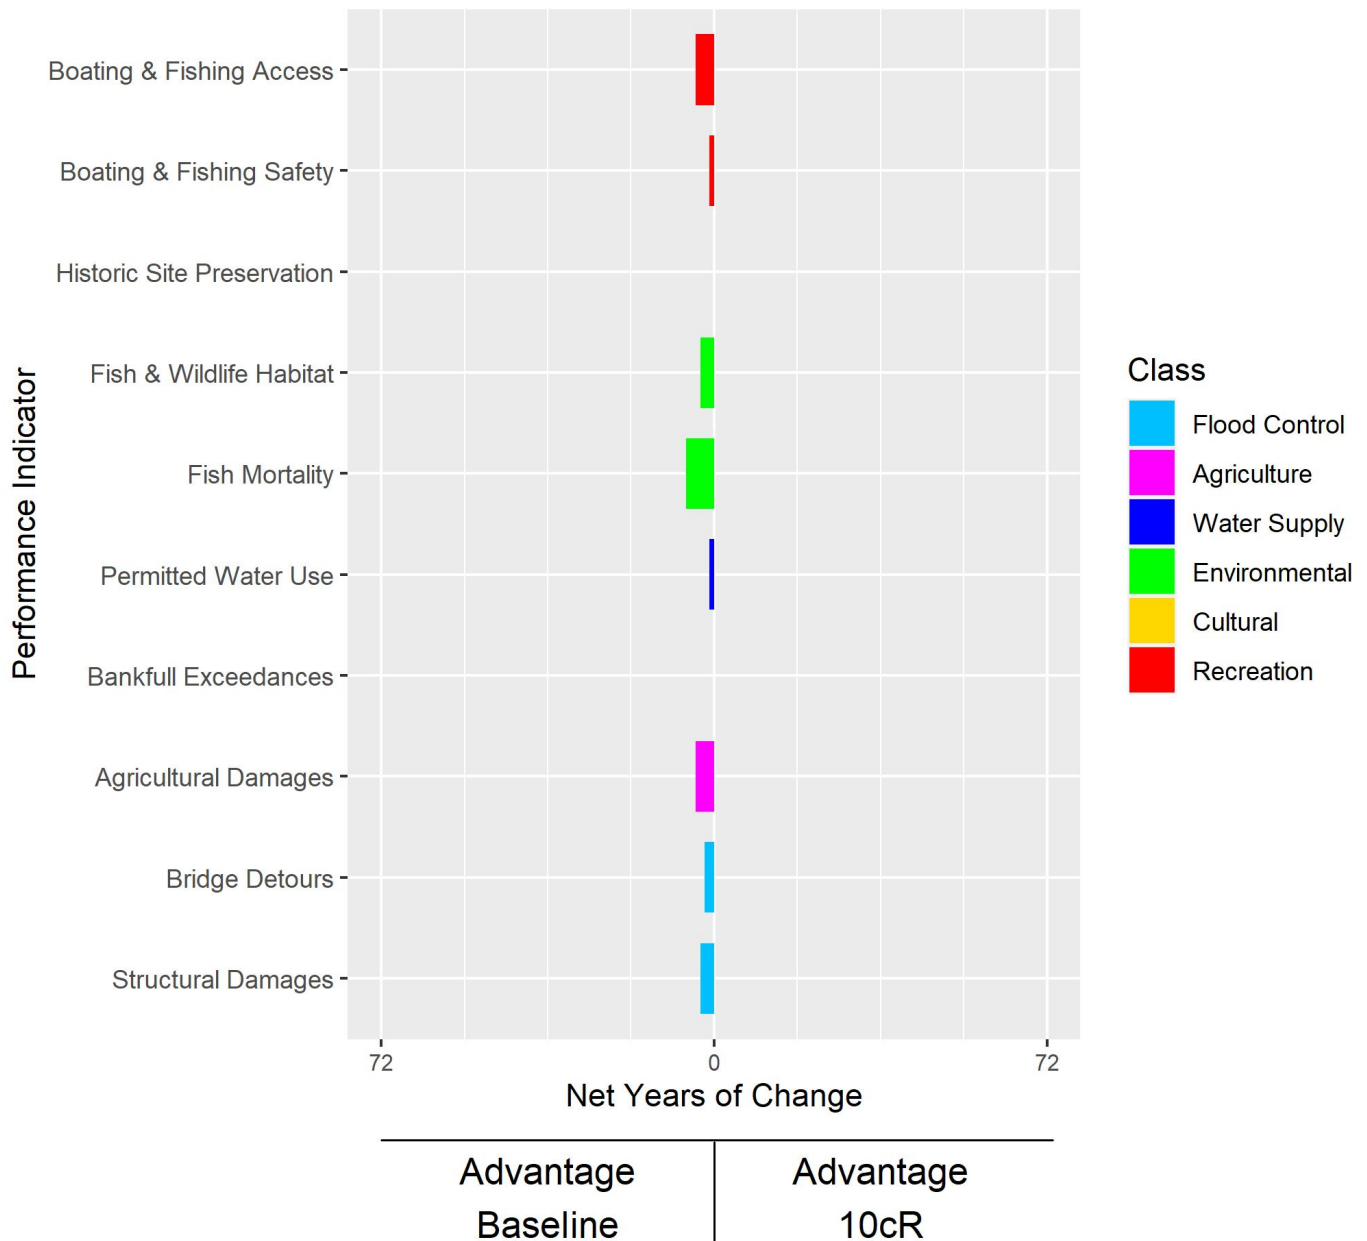 Performance Indicator
Boating & Fishing Access
Boating & Fishing Safety
Historic Site Preservation
Fish & Wildlife Habitat
Fish Mortality
Permitted Water Use
Bankfull Exceedances
Agricultural Damages
Bridge Detours
Structural Damages
72 0 72
Net Years of Change
Advantage Advantage
Baseline 10cR
Class
Flood Control
Agriculture
Water Supply
Environmental
Cultural
Recreation